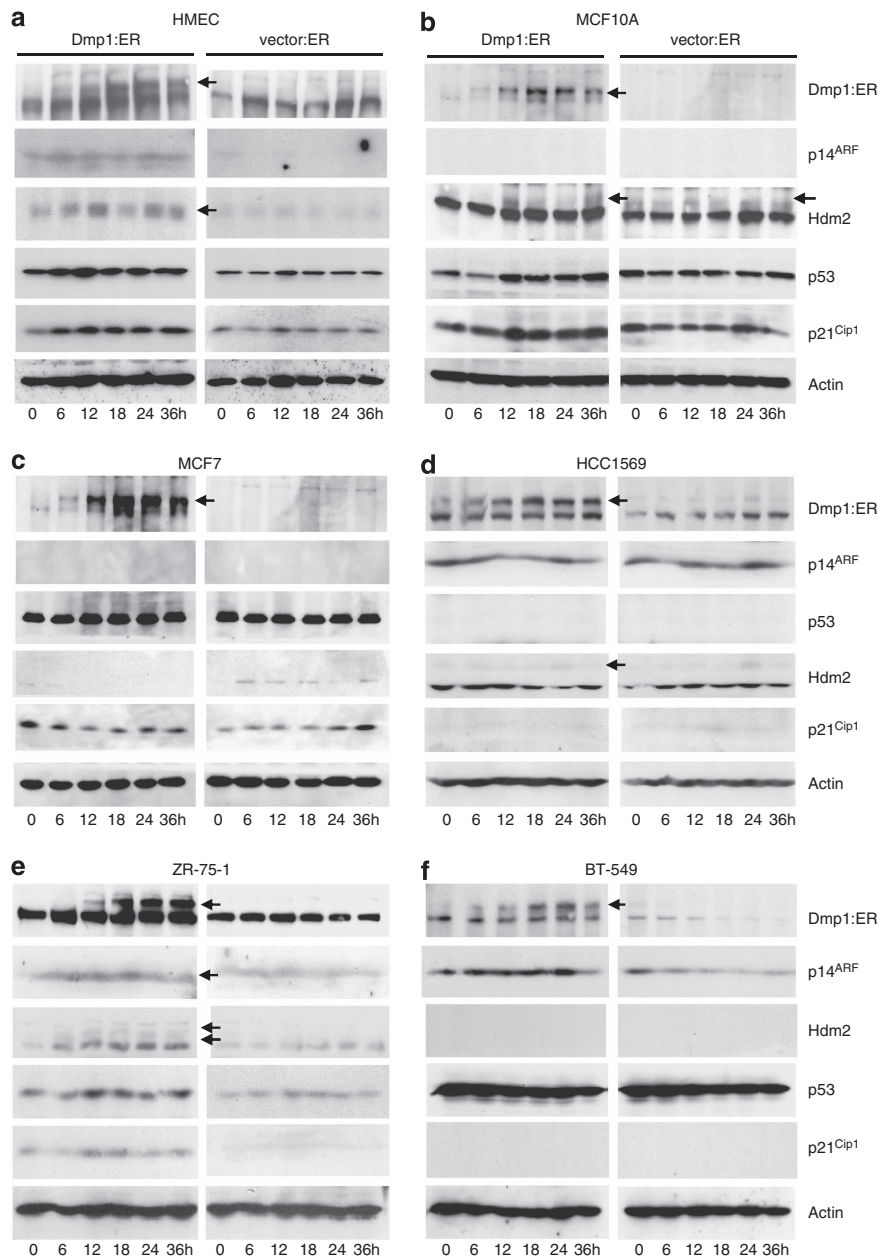 a HMEC
Dmp1:ER vector:ER
0 6 12 18 24 36h 0 6 12 18 24 36h
b MCF10A
Dmp1:ER vector:ER
Dmp1:ER
p14ARF
Hdm2
p53
p21Cip1
Actin
0 6 12 18 24 36h 0 6 12 18 24 36h
c MCF7
0 6 12 18 24 36h 0 6 12 18 24 36h
d HCC1569
Dmp1:ER
p14ARF
p53
Hdm2
p21Cip1
Actin
0 6 12 18 24 36h 0 6 12 18 24 36h
e ZR-75-1
0 6 12 18 24 36h 0 6 12 18 24 36h
f BT-549
Dmp1:ER
p14ARF
Hdm2
p53
p21Cip1
Actin
0 6 12 18 24 36h 0 6 12 18 24 36h